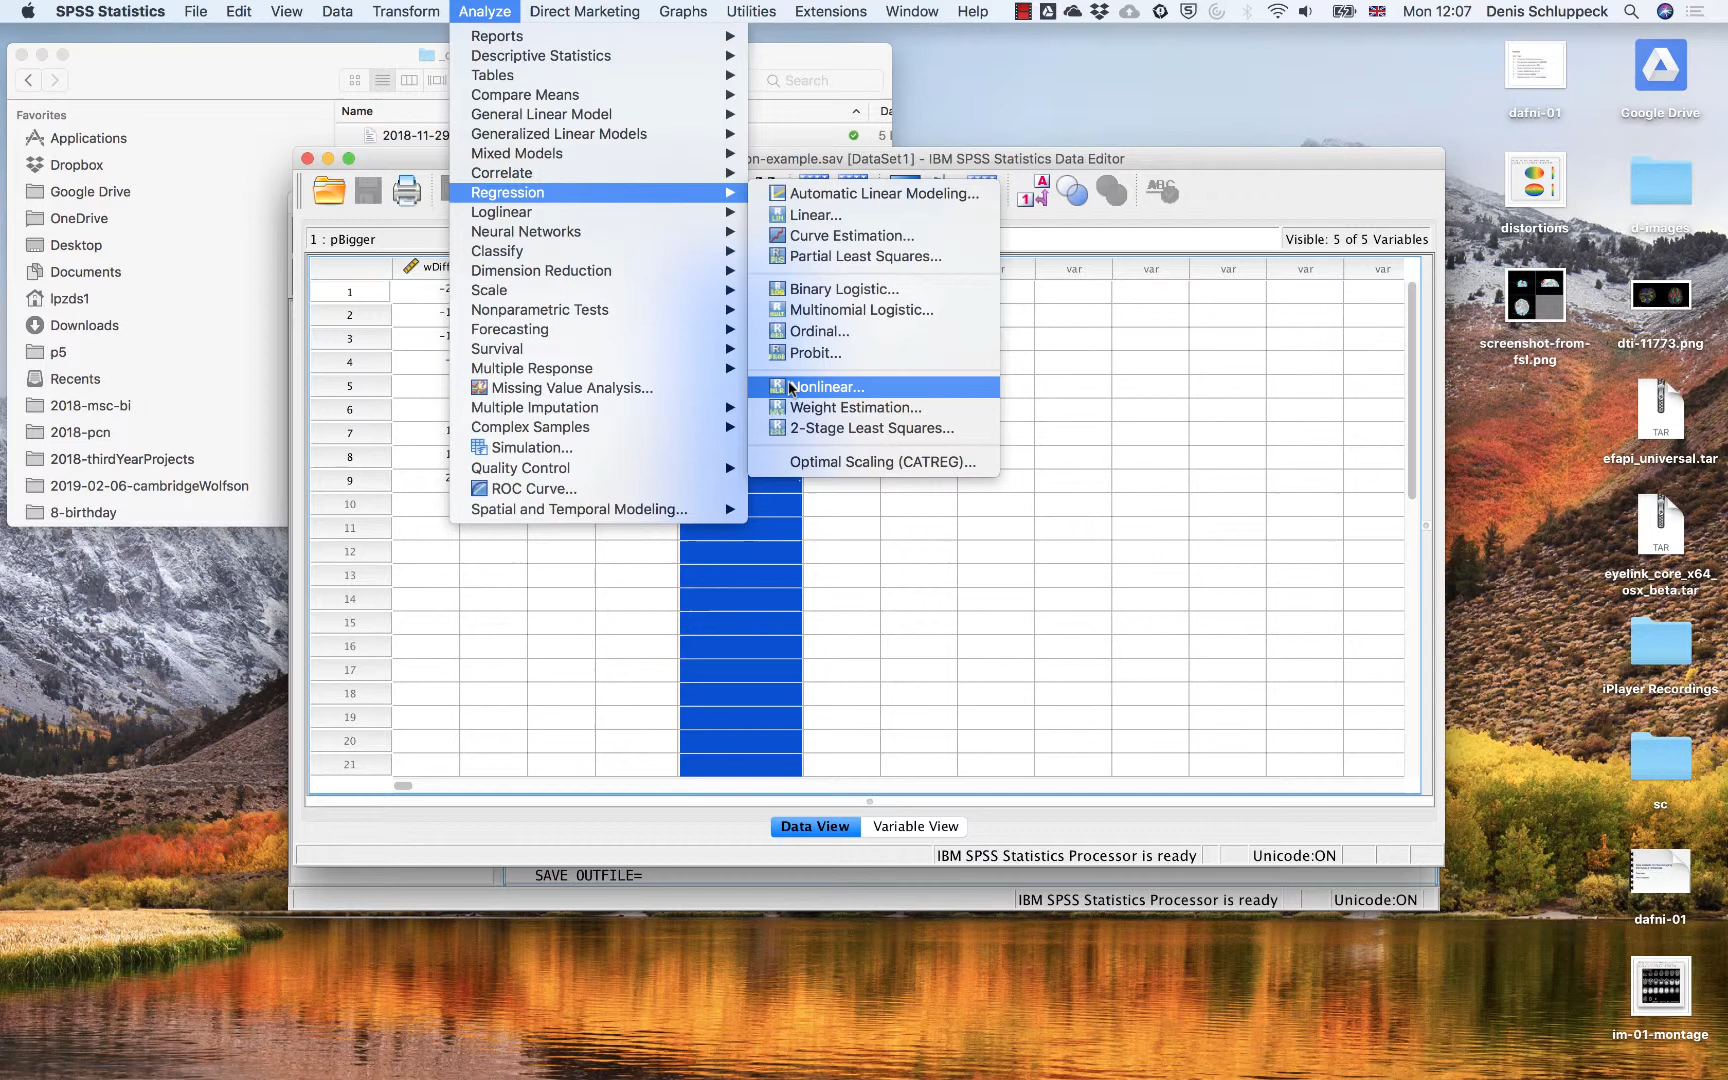 SPSS Statistics File Edit View Data Transform Analyze Direct Marketing Graphs Utilities Extensions Window Help Mon 12:07 Denis Schluppeck
Search
Favorites
Applications
Dropbox
Google Drive
OneDrive
Desktop
Documents
lpzds1
Downloads
p5
Recents
2018-msc-bi
2018-pcn
2018-thirdYearProjects
2019-02-06-cambridgeWolfson
8-birthday
Name
2018-11-29
Reports
Descriptive Statistics
Tables
Compare Means
General Linear Model
Generalized Linear Models
Mixed Models
Correlate
Regression
Loglinear
Neural Networks
Classify
Dimension Reduction
Scale
Nonparametric Tests
Forecasting
Survival
Multiple Response
Missing Value Analysis...
Multiple Imputation
Complex Samples
Simulation...
Quality Control
ROC Curve...
Spatial and Temporal Modeling...
Automatic Linear Modeling...
Linear...
Curve Estimation...
Partial Least Squares...
Binary Logistic...
Multinomial Logistic...
Ordinal...
Probit...
Nonlinear...
Weight Estimation...
2-Stage Least Squares...
Optimal Scaling (CATREG)...
on-example.sav [DataSet1] - IBM SPSS Statistics Data Editor
1 : pBigger
Visible: 5 of 5 Variables
wDiff
var var var var var
1
2
3
4
5
6
7
8
9
10
11
12
13
14
15
16
17
18
19
20
21
Data View Variable View
IBM SPSS Statistics Processor is ready Unicode:ON
SAVE OUTFILE=
IBM SPSS Statistics Processor is ready Unicode:ON
dafni-01
Google Drive
distortions
d-images
screenshot-from-
fsl.png
dti-11773.png
TAR
efapi_universal.tar
TAR
eyelink_core_x64_
osx_beta.tar
iPlayer Recordings
sc
dafni-01
im-01-montage